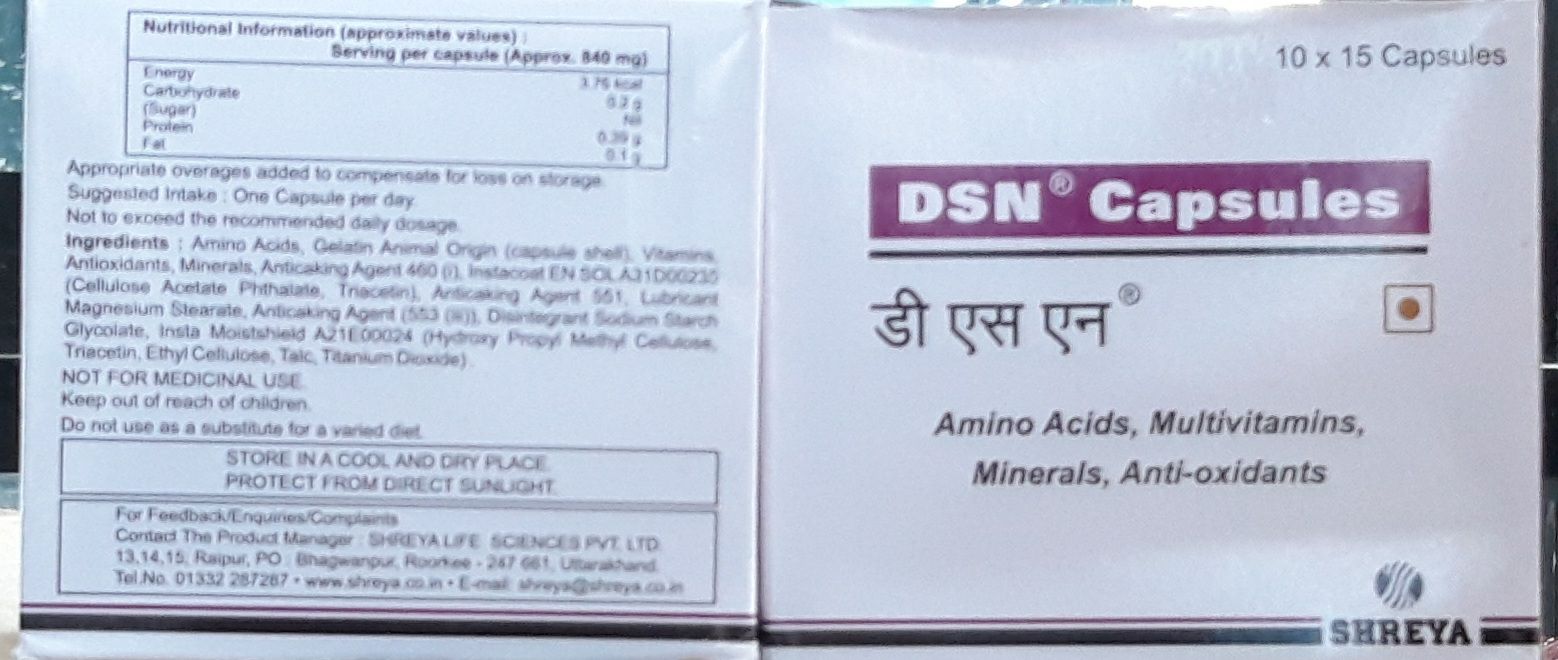 Nutritional Information (approximate values) :
Serving per capsule (Approx. 840 mg)
Energy 3.75 kcal
Carbohydrate 0.2 g
(Sugar) Nil
Protein 0.39 g
Fat 0.1 g
Appropriate overages added to compensate for loss on storage.
Suggested Intake : One Capsule per day.
Not to exceed the recommended daily dosage.
Ingredients : Amino Acids, Gelatin Animal Origin (capsule shell), Vitamins,
Antioxidants, Minerals, Anticaking Agent 460 (i), Instacoat EN SOL A31D00235
(Cellulose Acetate Phthalate, Triacetin), Anticaking Agent 551, Lubricant
Magnesium Stearate, Anticaking Agent (553 (iii)), Disintegrant Sodium Starch
Glycolate, Insta Moistshield A21E00024 (Hydroxy Propyl Methyl Cellulose,
Triacetin, Ethyl Cellulose, Talc, Titanium Dioxide).
NOT FOR MEDICINAL USE.
Keep out of reach of children.
Do not use as a substitute for a varied diet.
STORE IN A COOL AND DRY PLACE.
PROTECT FROM DIRECT SUNLIGHT.
For Feedback/Enquiries/Complaints
Contact The Product Manager : SHREYA LIFE SCIENCES PVT. LTD.
13,14,15, Raipur, PO : Bhagwanpur, Roorkee - 247 661, Uttarakhand.
Tel.No. 01332 287287 • www.shreya.co.in • E-mail: shreya@shreya.co.in
10 x 15 Capsules
DSN® Capsules
डी एस एन®
Amino Acids, Multivitamins,
Minerals, Anti-oxidants
SHREYA